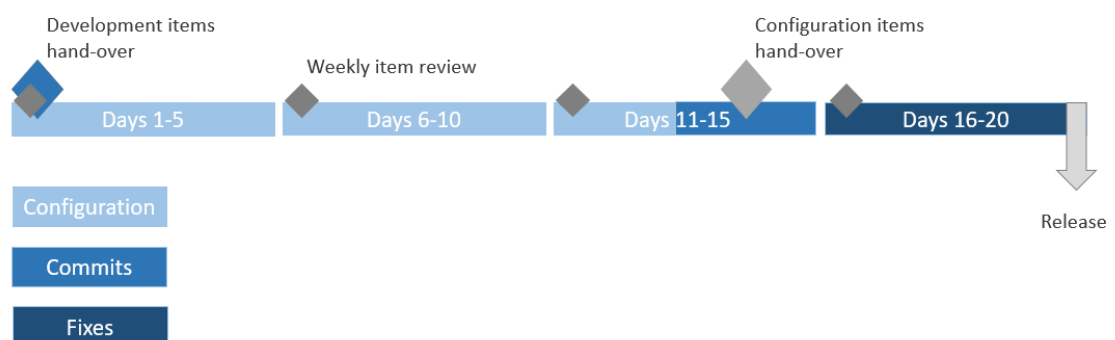 Development items
hand-over
Configuration items
hand-over
Weekly item review
Days 1-5
Days 6-10
Days 11-15
Days 16-20
Configuration
Release
Commits
Fixes